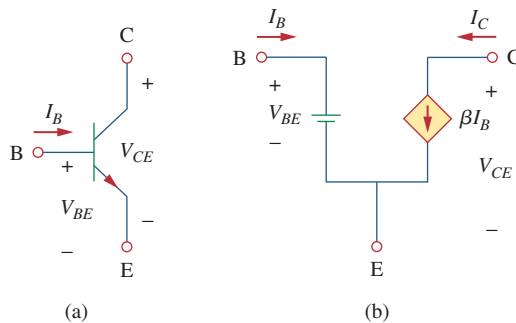 C
+
I_B
B
+
V_CE
V_BE
−
−
E
(a)
I_B
I_C
B
C
+
+
V_BE
βI_B
−
V_CE
−
E
(b)